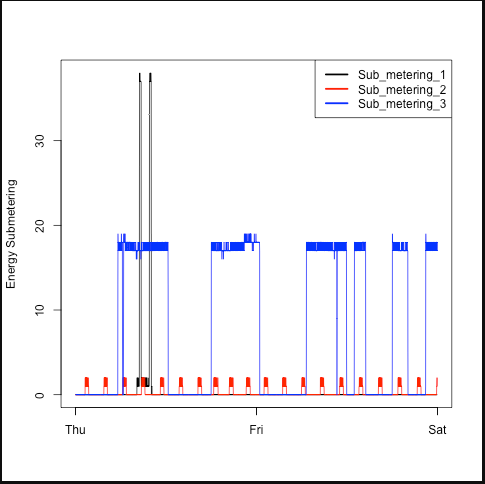 Sub_metering_1
Sub_metering_2
Sub_metering_3
Energy Submetering
30
20
10
0
Thu Fri Sat